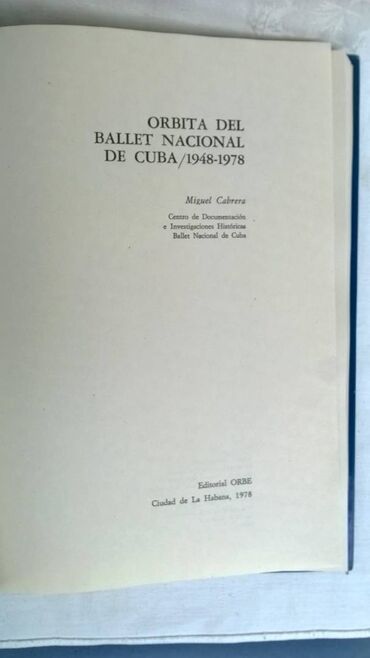 ORBITA DEL
BALLET NACIONAL
DE CUBA/1948-1978
Miguel Cabrera
Centro de Documentación
e Investigaciones Históricas
Ballet Nacional de Cuba
Editorial ORBE
Ciudad de La Habana, 1978